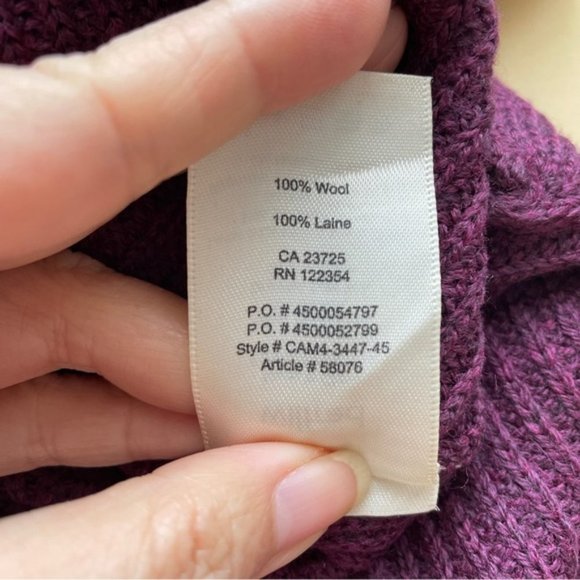 100% Wool
100% Laine
CA 23725
RN 122354
P.O. # 4500054797
P.O. # 4500052799
Style # CAM4-3447-45
Article # 58076